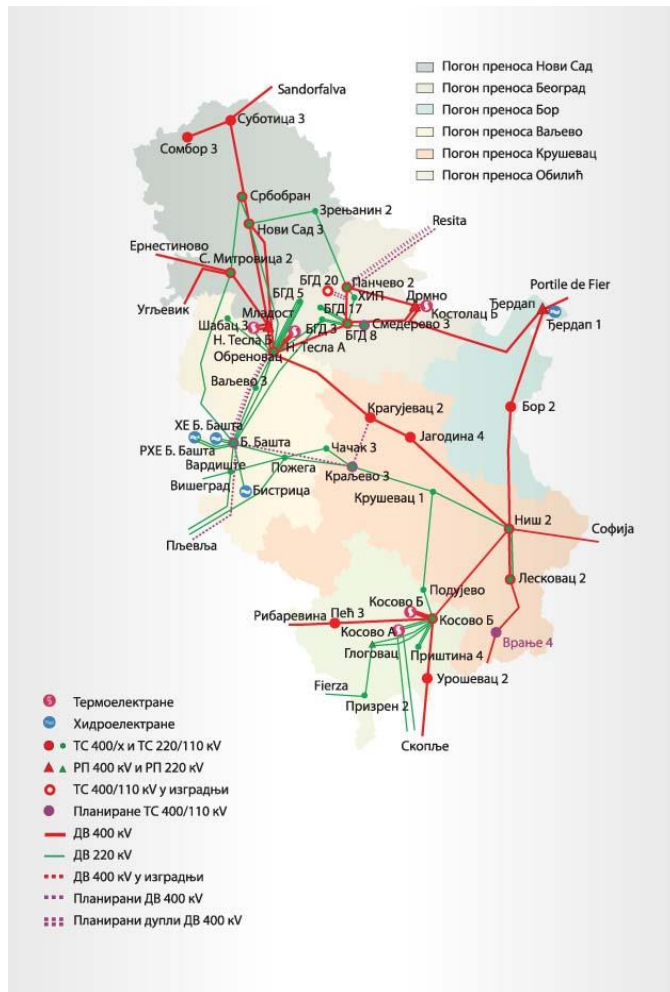 Sandorfalva
Суботица 3
Сомбор 3
Србобран
Зрењанин 2
Нови Сад 3
Resita
Ернестиново
С. Митровица 2
БГД 20
Панчево 2
Угљевик
БГД 5
ХИП
Дрмно
Portile de Fier
Младост
БГД 17
Костолац Б
Ђердап
Шабац 3
БГД 3
Смедерево 3
Ђердап 1
Н. Тесла Б
Н. Тесла А
БГД 8
Обреновац
Ваљево 3
Крагујевац 2
Бор 2
ХЕ Б. Башта
Јагодина 4
РХЕ Б. Башта
Б. Башта
Чачак 3
Вардиште
Пожега
Краљево 3
Вишеград
Бистрица
Крушевац 1
Ниш 2
Софија
Пљевља
Лесковац 2
Подујево
Косово Б
Рибаревина
Пећ 3
Косово Б
Косово А
Врање 4
Глоговац
Приштина 4
Fierza
Урошевац 2
Призрен 2
Скопље
Погон преноса Нови Сад
Погон преноса Београд
Погон преноса Бор
Погон преноса Ваљево
Погон преноса Крушевац
Погон преноса Обилић
Термоелектране
Хидроелектране
ТС 400/х и ТС 220/110 kV
РП 400 kV и РП 220 kV
ТС 400/110 kV у изградњи
Планиране ТС 400/110 kV
ДВ 400 kV
ДВ 220 kV
ДВ 400 kV у изградњи
Планирани ДВ 400 kV
Планирани дупли ДВ 400 kV